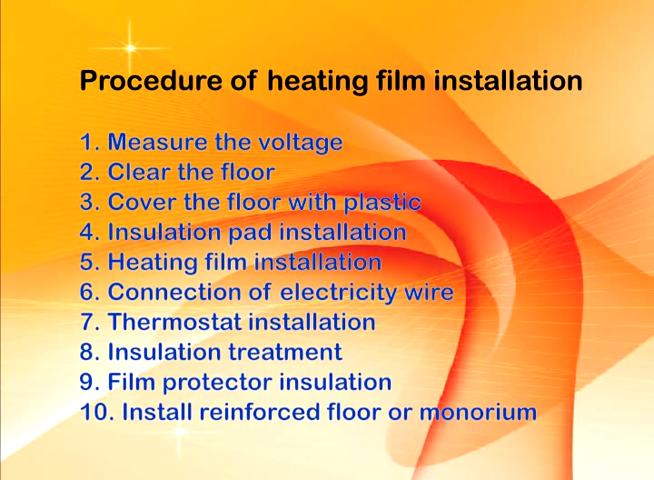 Procedure of heating film installation
1. Measure the voltage
2. Clear the floor
3. Cover the floor with plastic
4. Insulation pad installation
5. Heating film installation
6. Connection of electricity wire
7. Thermostat installation
8. Insulation treatment
9. Film protector insulation
10. Install reinforced floor or monorium